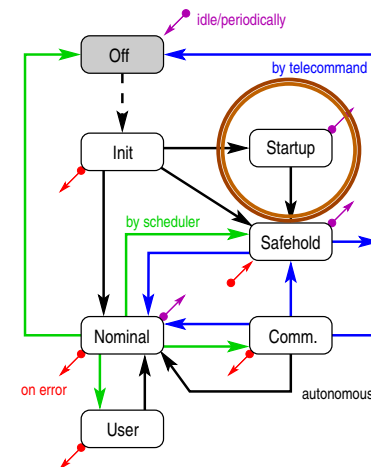 idle/periodically
Off
by telecommand
Init
Startup
by scheduler
Safehold
Nominal
Comm.
on error
autonomous
User